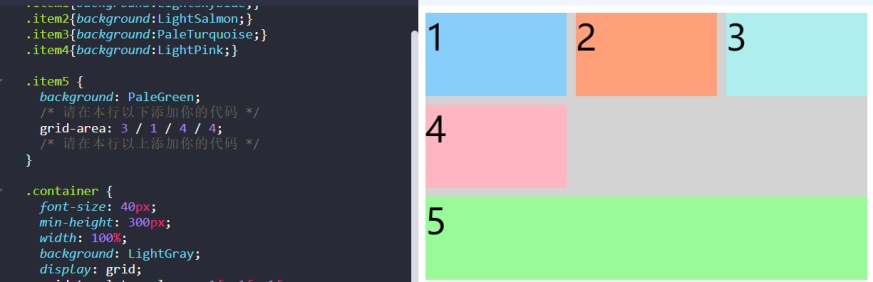 .item1{background:LightSkyBlue;}
.item2{background:LightSalmon;}
.item3{background:PaleTurquoise;}
.item4{background:LightPink;}
.item5 {
background: PaleGreen;
/* 请在本行以下添加你的代码 */
grid-area: 3 / 1 / 4 / 4;
/* 请在本行以上添加你的代码 */
}
.container {
font-size: 40px;
min-height: 300px;
width: 100%;
background: LightGray;
display: grid;
1 2 3
4
5